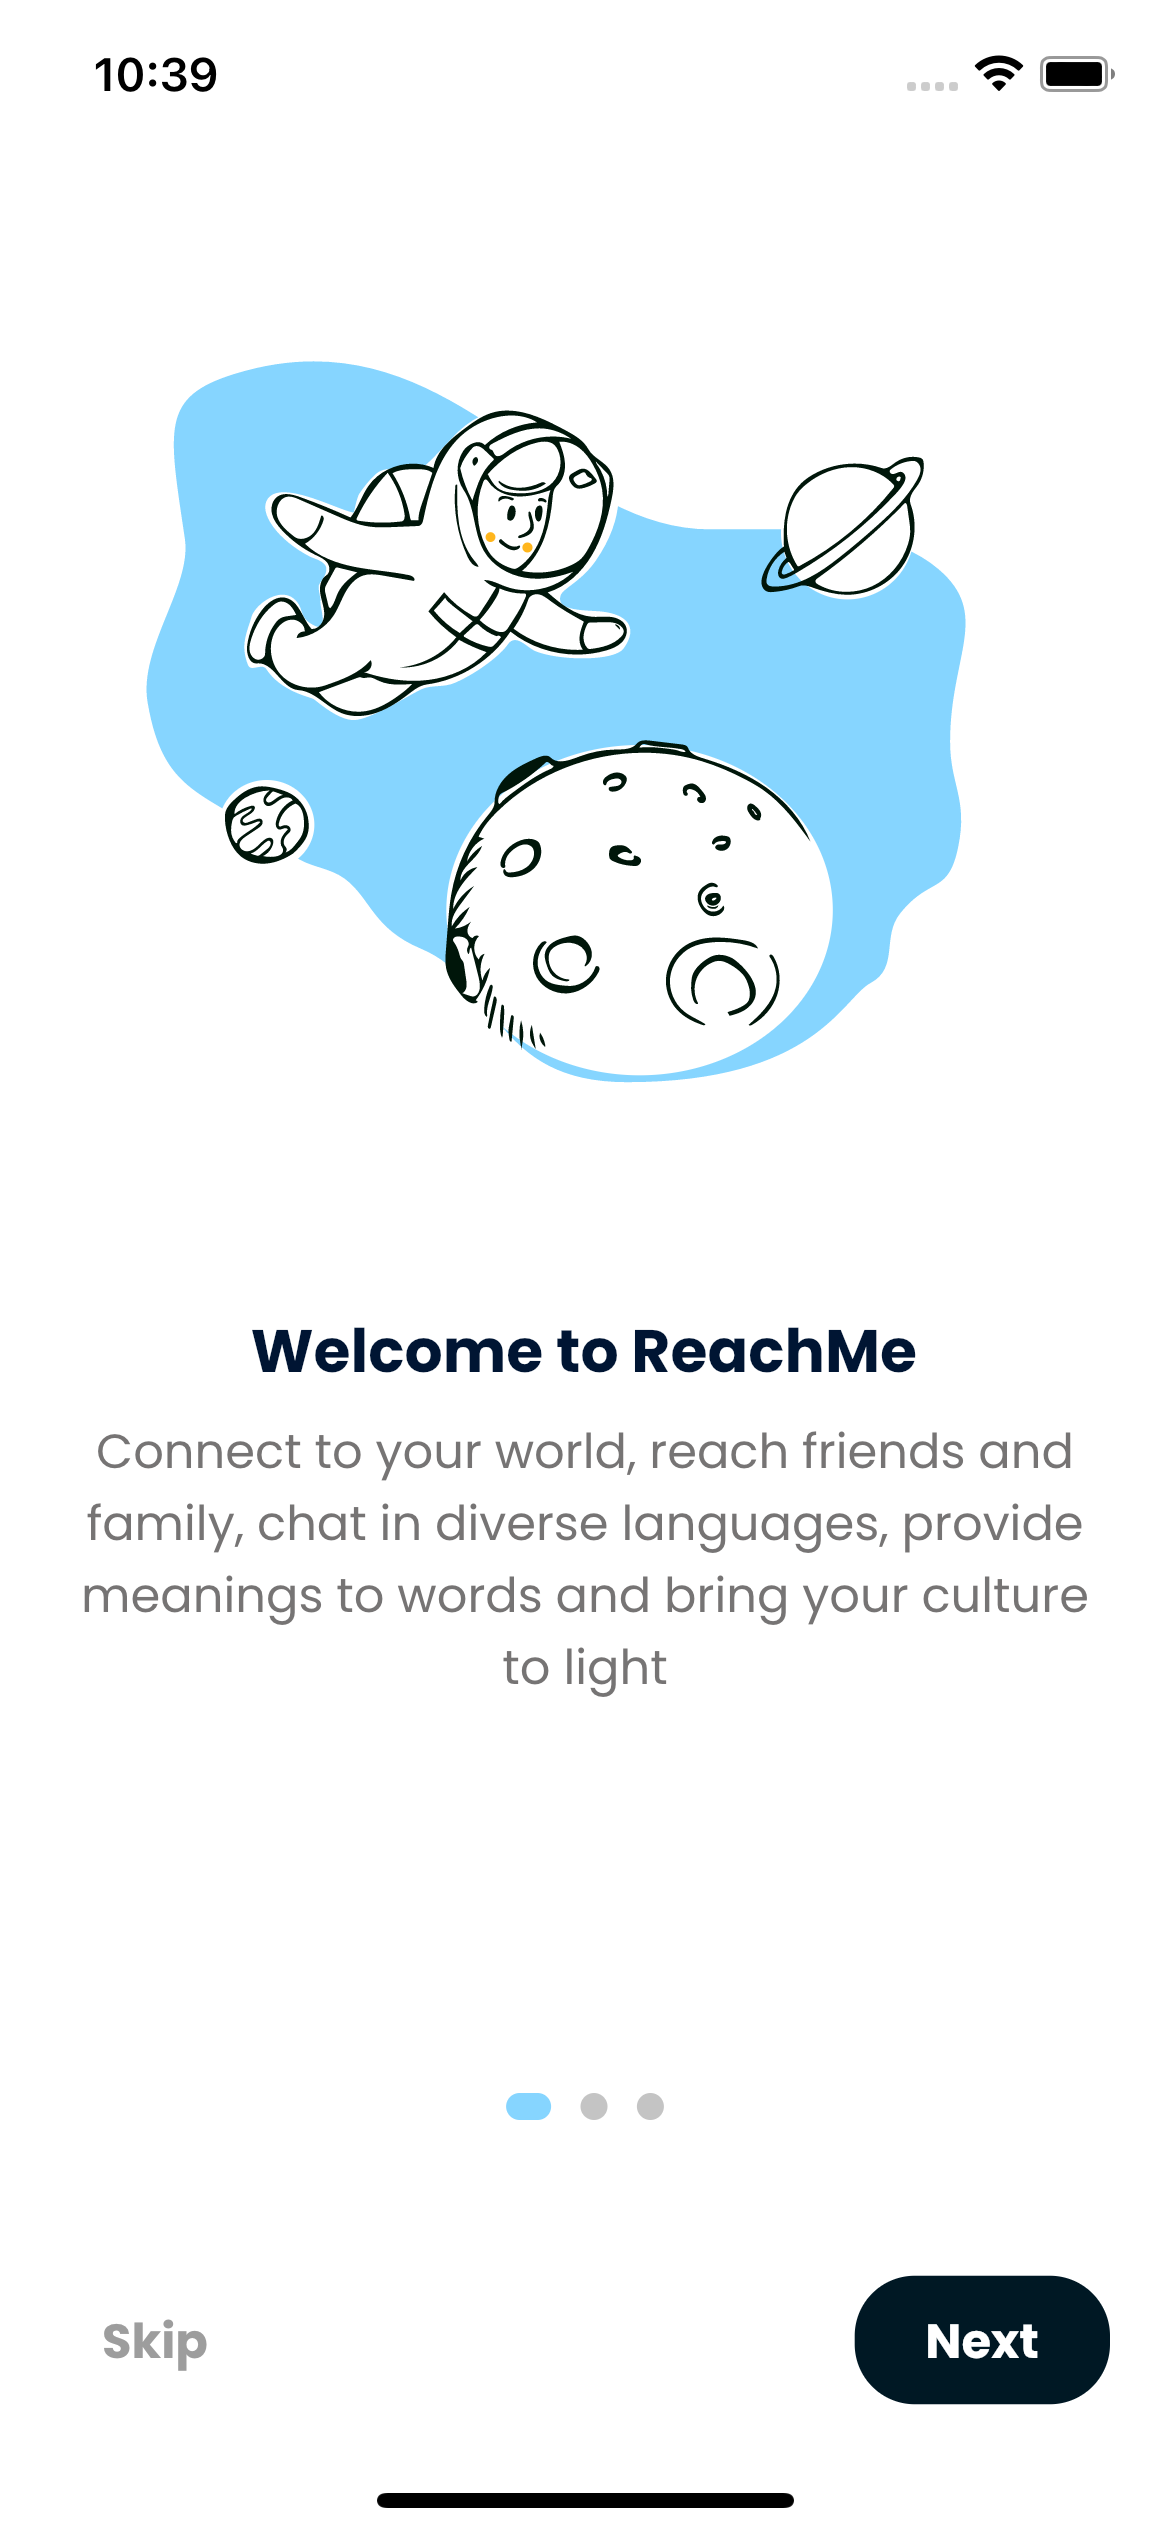 10:39
Welcome to ReachMe
Connect to your world, reach friends and
family, chat in diverse languages, provide
meanings to words and bring your culture
to light
Skip
Next